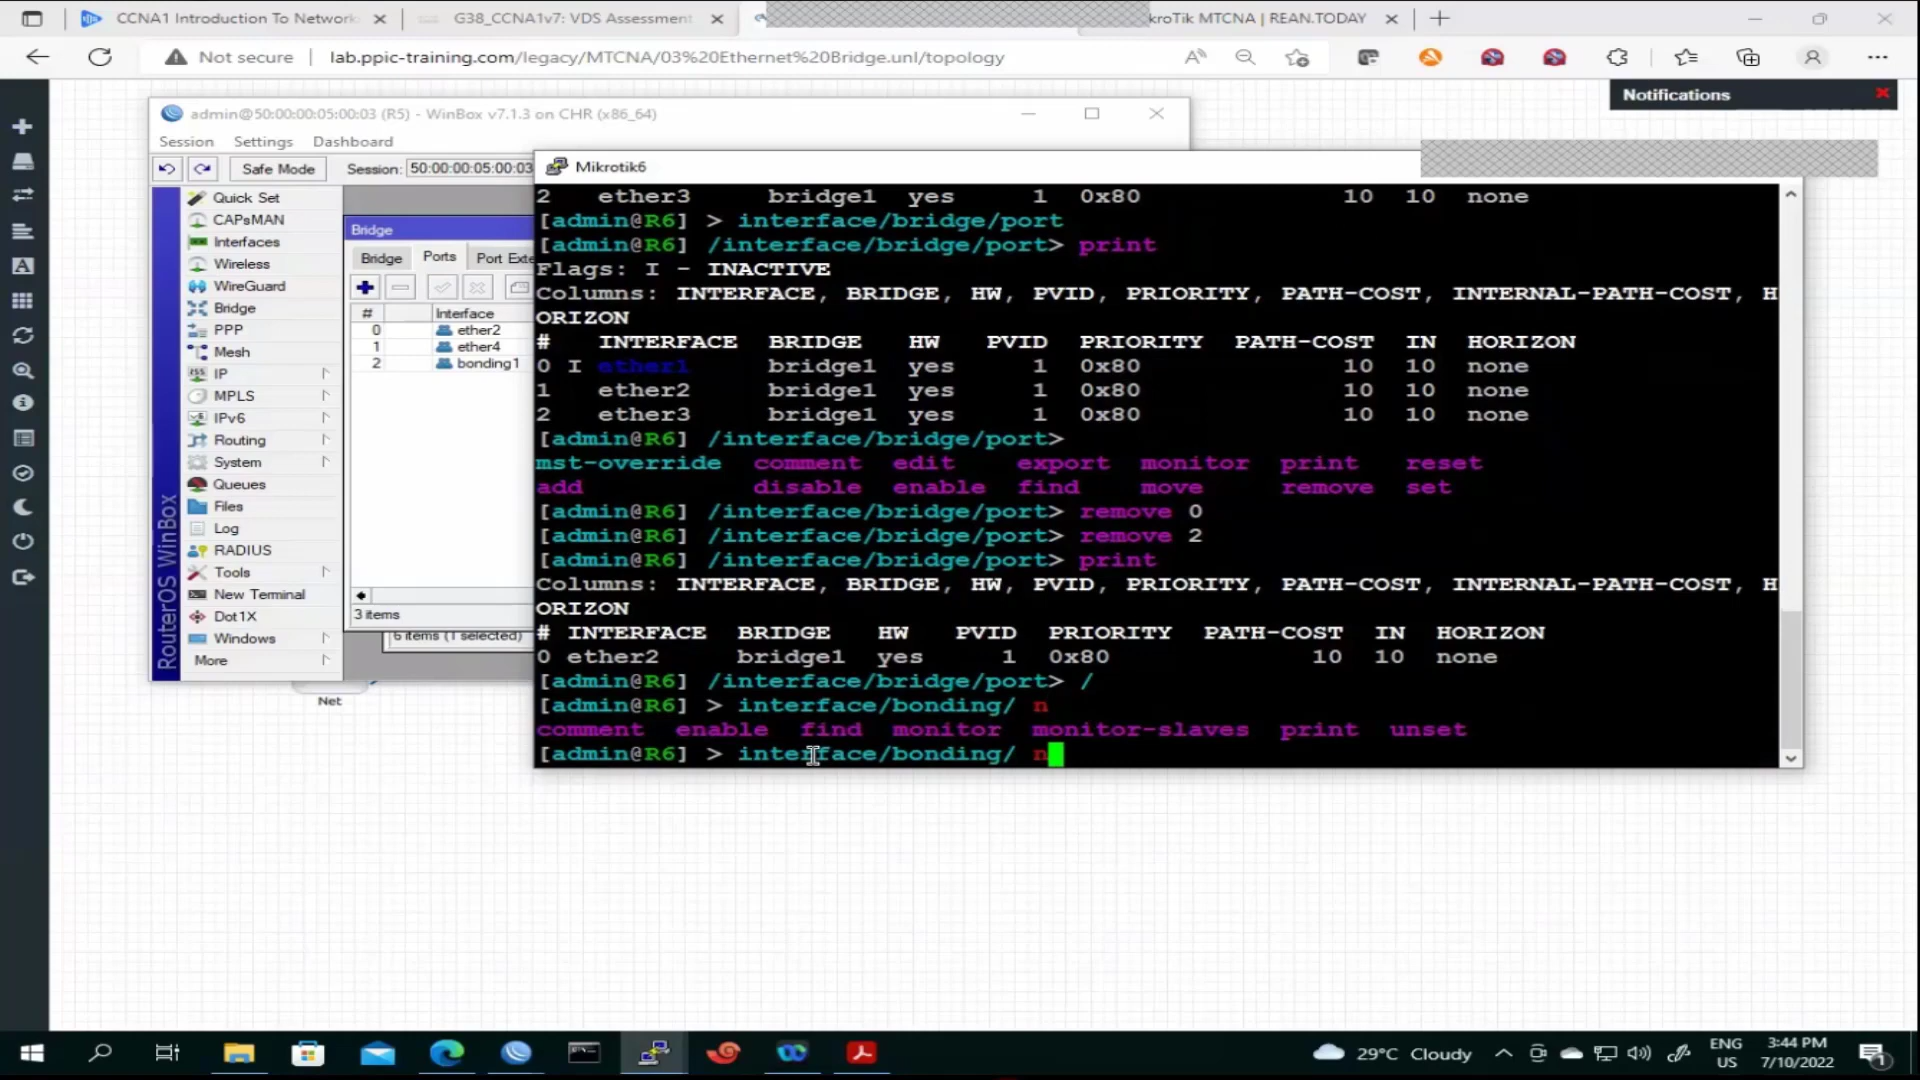 CCNA1 Introduction To Network
G38_CCNA1v7: VDS Assessment
kroTik MTCNA | REAN.TODAY
Not secure
lab.ppic-training.com/legacy/MTCNA/03%20Ethernet%20Bridge.unl/topology
Notifications
admin@50:00:00:05:00:03 (R5) - WinBox v7.1.3 on CHR (x86_64)
Session Settings Dashboard
Safe Mode Session: 50:00:00:05:00:03
RouterOS WinBox
Quick Set
CAPsMAN
Interfaces
Wireless
WireGuard
Bridge
PPP
Mesh
IP
MPLS
IPv6
Routing
System
Queues
Files
Log
RADIUS
Tools
New Terminal
Dot1X
Windows
More
Bridge
Bridge Ports Port Exte
# Interface
0 ether2
1 ether4
2 bonding1
3 items
6 items (1 selected)
Net
Mikrotik6
2 ether3 bridge1 yes 1 0x80 10 10 none
[admin@R6] > interface/bridge/port
[admin@R6] /interface/bridge/port> print
Flags: I - INACTIVE
Columns: INTERFACE, BRIDGE, HW, PVID, PRIORITY, PATH-COST, INTERNAL-PATH-COST, H
ORIZON
# INTERFACE BRIDGE HW PVID PRIORITY PATH-COST IN HORIZON
0 I ether1 bridge1 yes 1 0x80 10 10 none
1 ether2 bridge1 yes 1 0x80 10 10 none
2 ether3 bridge1 yes 1 0x80 10 10 none
[admin@R6] /interface/bridge/port>
mst-override comment edit export monitor print reset
add disable enable find move remove set
[admin@R6] /interface/bridge/port> remove 0
[admin@R6] /interface/bridge/port> remove 2
[admin@R6] /interface/bridge/port> print
Columns: INTERFACE, BRIDGE, HW, PVID, PRIORITY, PATH-COST, INTERNAL-PATH-COST, H
ORIZON
# INTERFACE BRIDGE HW PVID PRIORITY PATH-COST IN HORIZON
0 ether2 bridge1 yes 1 0x80 10 10 none
[admin@R6] /interface/bridge/port> /
[admin@R6] > interface/bonding/ n
comment enable find monitor monitor-slaves print unset
[admin@R6] > interface/bonding/ n
29°C Cloudy
ENG
US
3:44 PM
7/10/2022
1